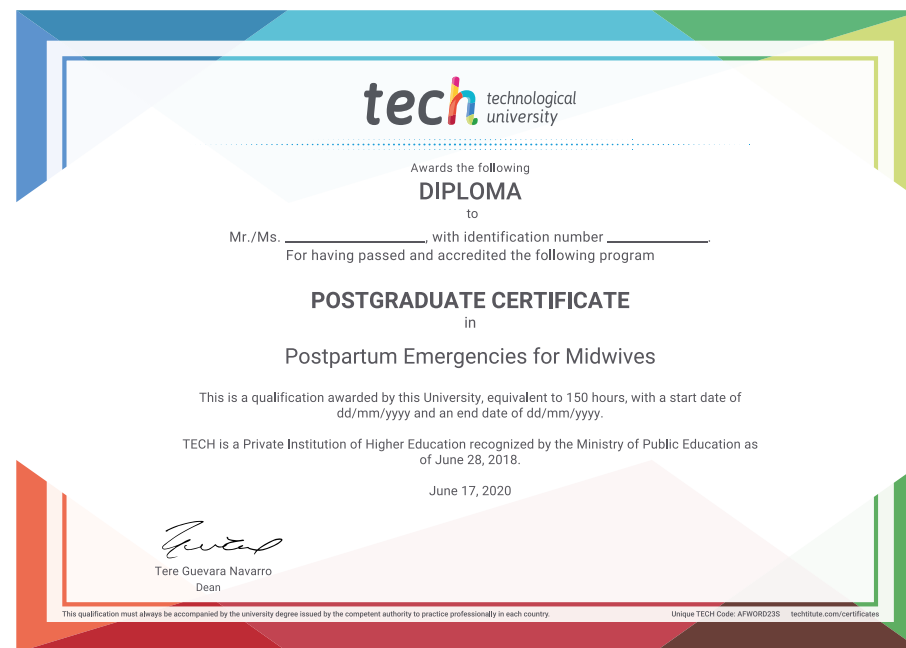 tech technological
university
Awards the following
DIPLOMA
to
Mr./Ms. ____________, with identification number ____________.
For having passed and accredited the following program
POSTGRADUATE CERTIFICATE
in
Postpartum Emergencies for Midwives
This is a qualification awarded by this University, equivalent to 150 hours, with a start date of
dd/mm/yyyy and an end date of dd/mm/yyyy.
TECH is a Private Institution of Higher Education recognized by the Ministry of Public Education as
of June 28, 2018.
June 17, 2020
Tere Guevara Navarro
Dean
This qualification must always be accompanied by the university degree issued by the competent authority to practice professionally in each country.
Unique TECH Code: AFWORD23S techtitute.com/certificates